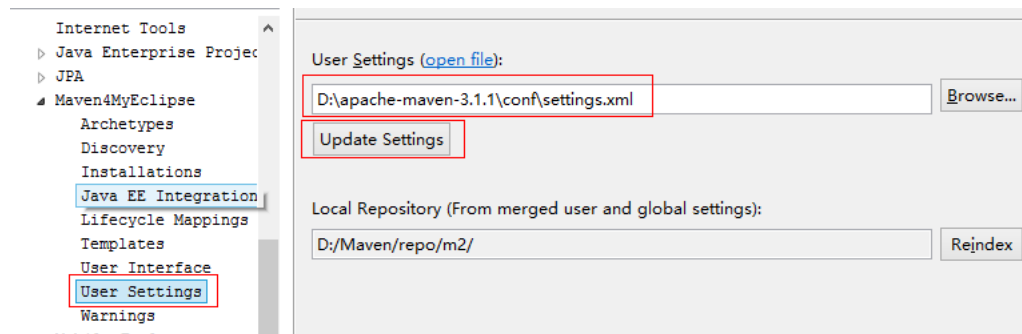 Internet Tools
Java Enterprise Projec
JPA
Maven4MyEclipse
Archetypes
Discovery
Installations
Java EE Integration
Lifecycle Mappings
Templates
User Interface
User Settings
Warnings
User Settings (open file):
D:\apache-maven-3.1.1\conf\settings.xml
Browse...
Update Settings
Local Repository (From merged user and global settings):
D:/Maven/repo/m2/
Reindex